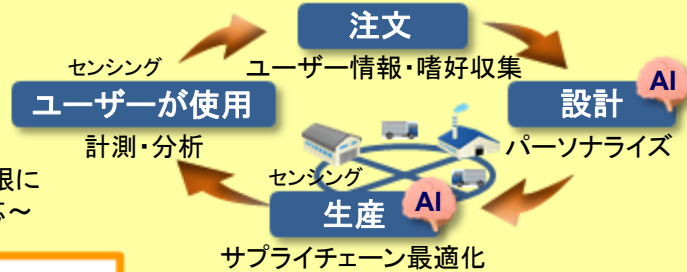 注文
ユーザー情報・嗜好収集
センシング
ユーザーが使用
計測・分析
AI
設計
パーソナライズ
センシング
AI
生産
サプライチェーン最適化
限に